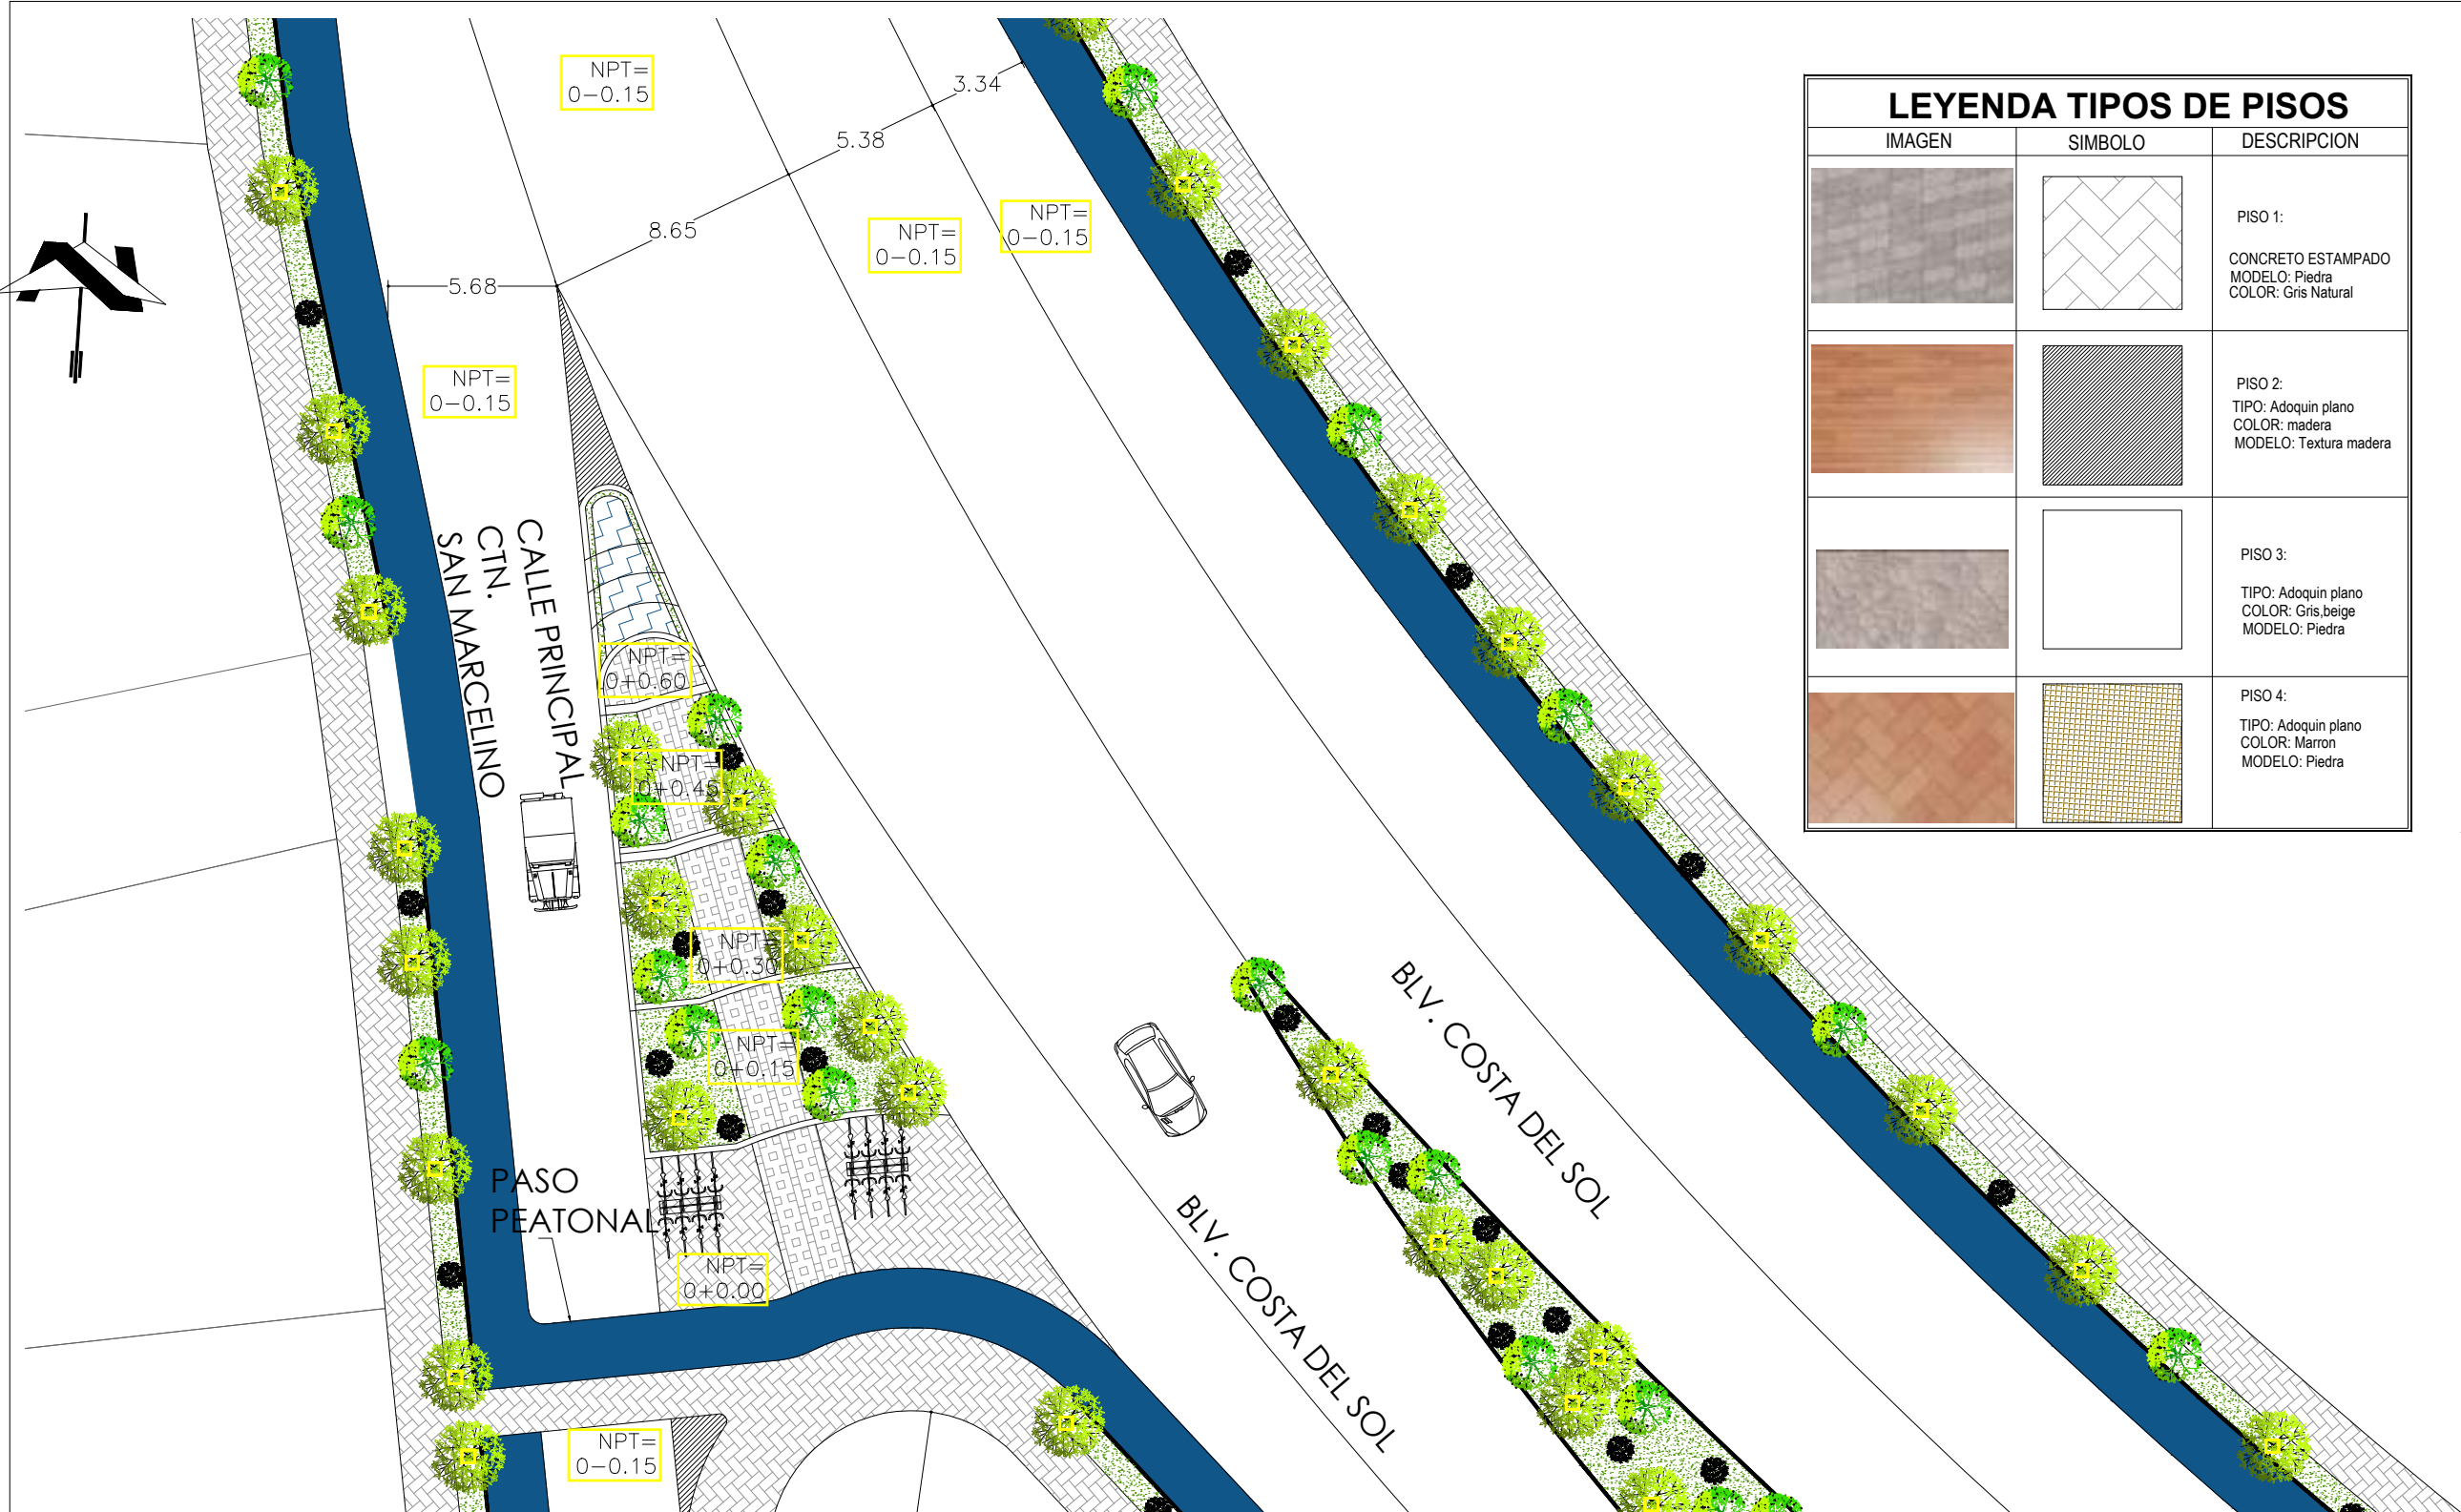 NPT=
0-0.15
3.34
5.38
8.65
5.68
NPT=
0-0.15
NPT=
0-0.15
NPT=
0-0.15
CALLE PRINCIPAL
CTN.
SAN MARCELINO
NPT=
0+0.60
NPT=
0+0.45
NPT=
0+0.30
NPT=
0+0.15
PASO
PEATONAL
NPT=
0+0.00
NPT=
0-0.15
BLV. COSTA DEL SOL
BLV. COSTA DEL SOL
LEYENDA TIPOS DE PISOS
IMAGEN SIMBOLO DESCRIPCION
PISO 1:
CONCRETO ESTAMPADO
MODELO: Piedra
COLOR: Gris Natural
PISO 2:
TIPO: Adoquin plano
COLOR: madera
MODELO: Textura madera
PISO 3:
TIPO: Adoquin plano
COLOR: Gris,beige
MODELO: Piedra
PISO 4:
TIPO: Adoquin plano
COLOR: Marron
MODELO: Piedra